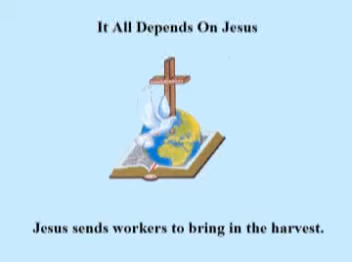 It All Depends On Jesus
Jesus sends workers to bring in the harvest.